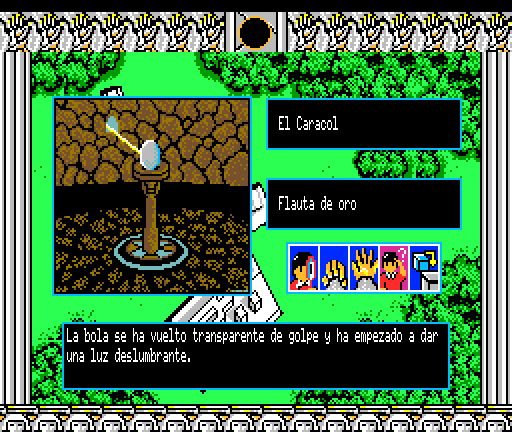 El Caracol
Flauta de oro
La bola se ha vuelto transparente de golpe y ha empezado a dar
una luz deslumbrante.